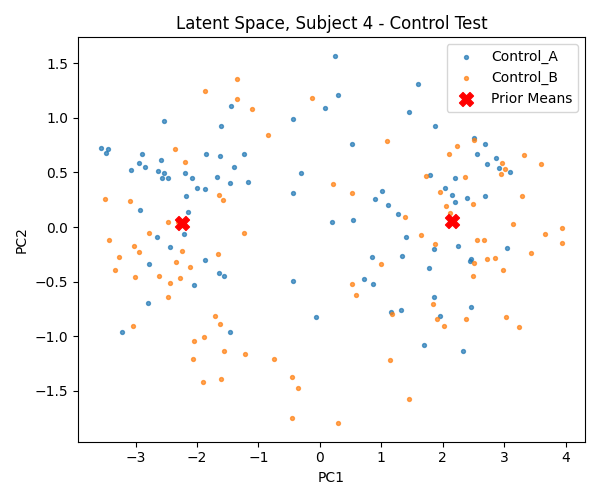 Latent Space, Subject 4 - Control Test
Control_A
Control_B
Prior Means
1.5
1.0
0.5
0.0
−0.5
−1.0
−1.5
PC2
−3 −2 −1 0 1 2 3 4
PC1